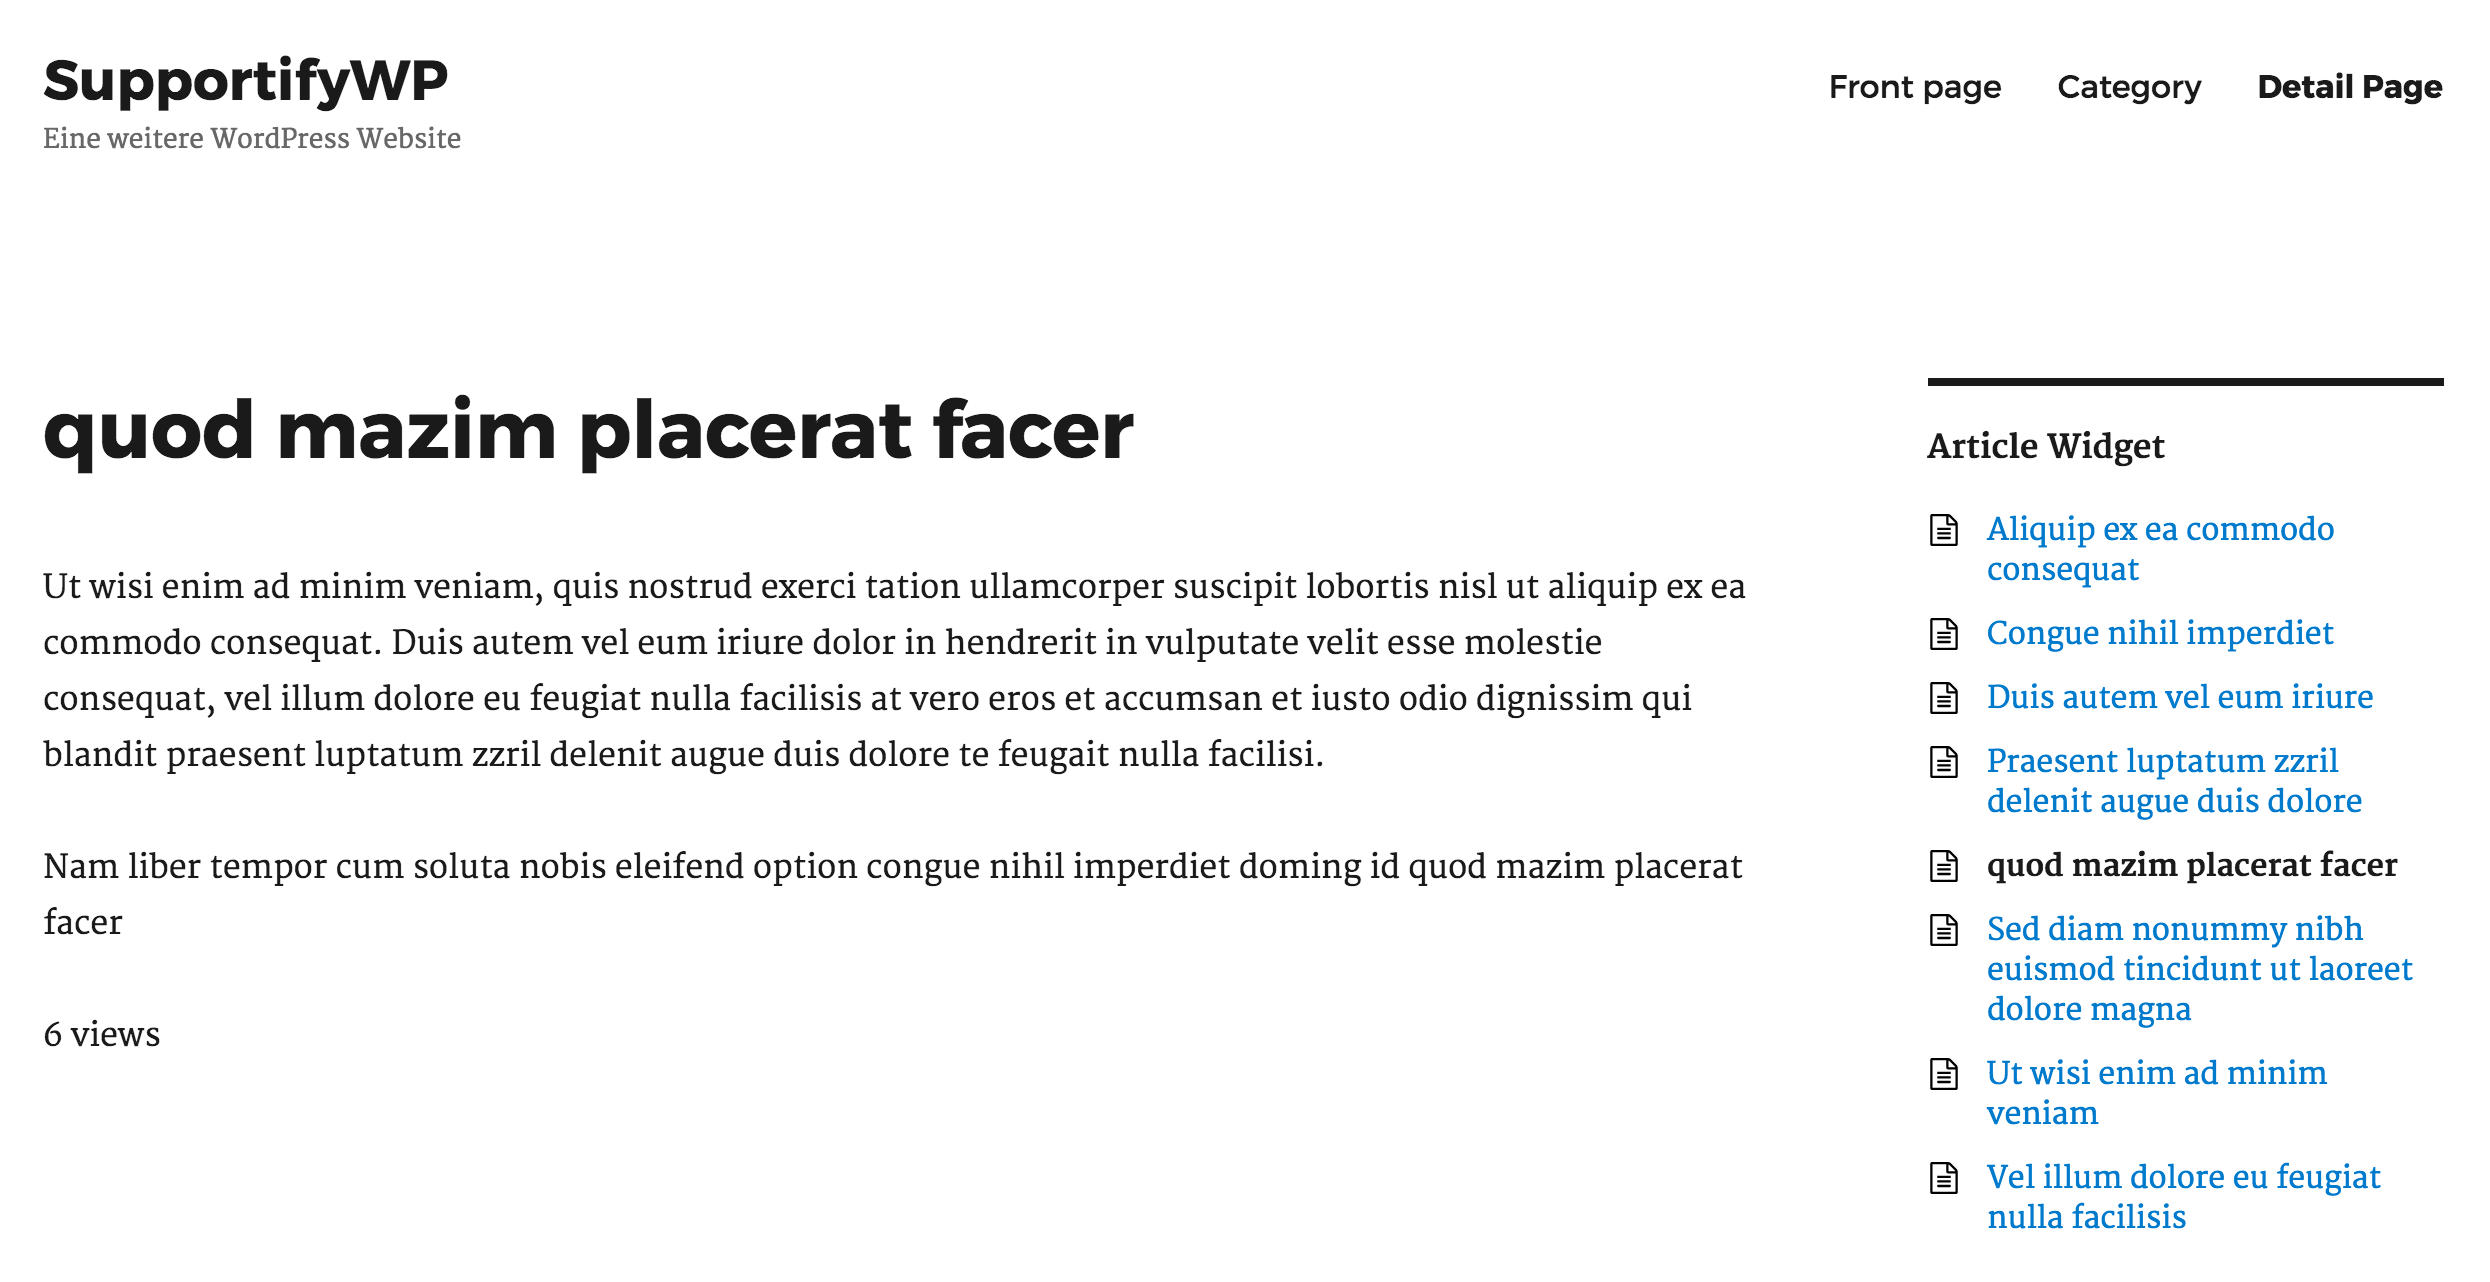 SupportifyWP
Eine weitere WordPress Website
Front page Category Detail Page
quod mazim placerat facer
Ut wisi enim ad minim veniam, quis nostrud exerci tation ullamcorper suscipit lobortis nisl ut aliquip ex ea
commodo consequat. Duis autem vel eum iriure dolor in hendrerit in vulputate velit esse molestie
consequat, vel illum dolore eu feugiat nulla facilisis at vero eros et accumsan et iusto odio dignissim qui
blandit praesent luptatum zzril delenit augue duis dolore te feugait nulla facilisi.
Nam liber tempor cum soluta nobis eleifend option congue nihil imperdiet doming id quod mazim placerat
facer
6 views
Article Widget
Aliquip ex ea commodo
consequat
Congue nihil imperdiet
Duis autem vel eum iriure
Praesent luptatum zzril
delenit augue duis dolore
quod mazim placerat facer
Sed diam nonummy nibh
euismod tincidunt ut laoreet
dolore magna
Ut wisi enim ad minim
veniam
Vel illum dolore eu feugiat
nulla facilisis